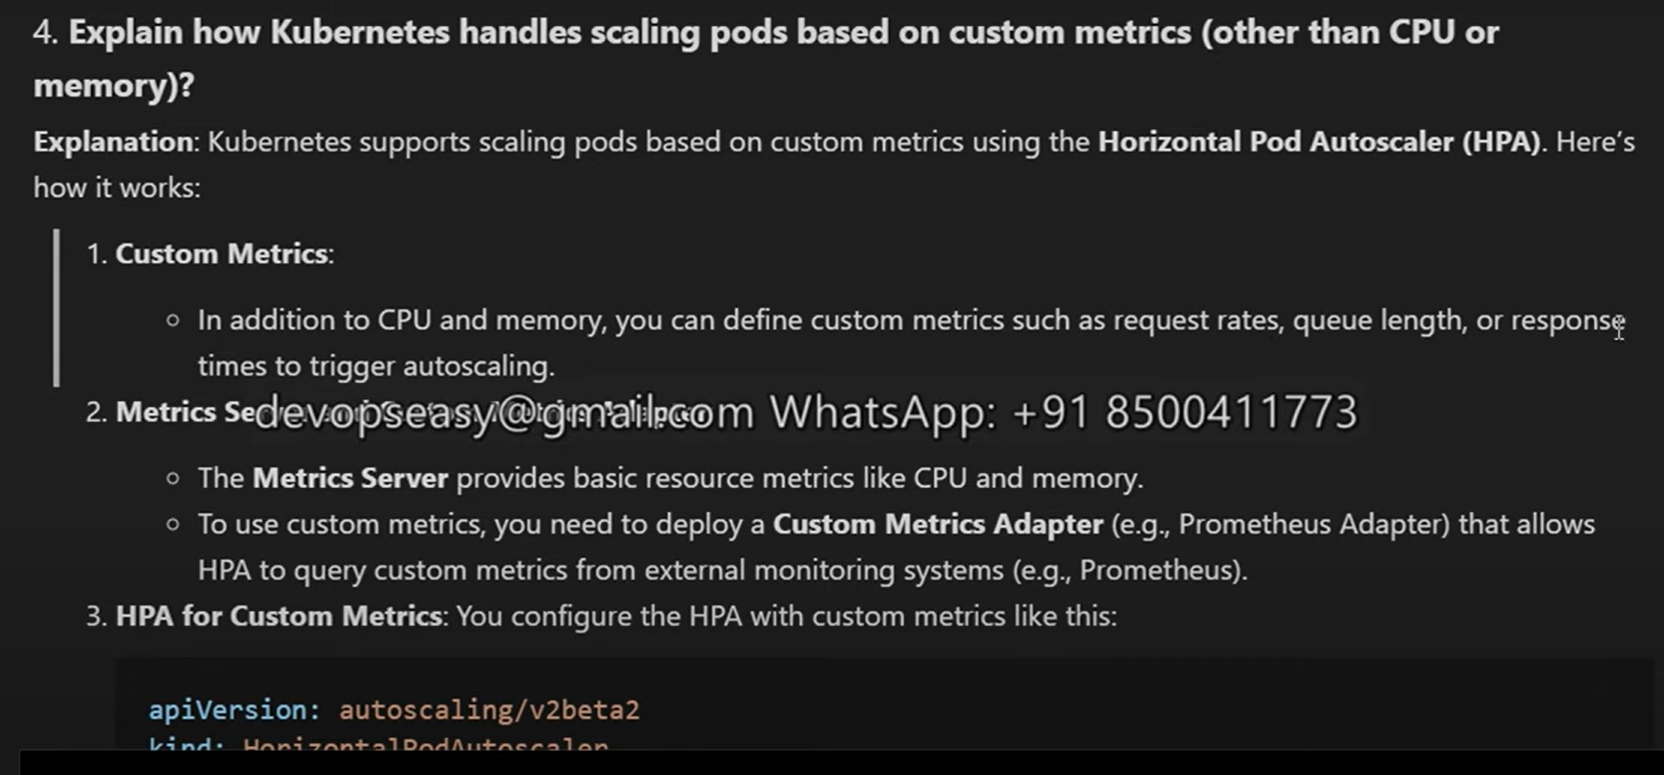 4. Explain how Kubernetes handles scaling pods based on custom metrics (other than CPU or
memory)?
Explanation: Kubernetes supports scaling pods based on custom metrics using the Horizontal Pod Autoscaler (HPA). Here's
how it works:
1. Custom Metrics:
○ In addition to CPU and memory, you can define custom metrics such as request rates, queue length, or response
times to trigger autoscaling.
2. Metrics
devopseasy@gmail.com WhatsApp: +91 8500411773
○ The Metrics Server provides basic resource metrics like CPU and memory.
○ To use custom metrics, you need to deploy a Custom Metrics Adapter (e.g., Prometheus Adapter) that allows
HPA to query custom metrics from external monitoring systems (e.g., Prometheus).
3. HPA for Custom Metrics: You configure the HPA with custom metrics like this:
apiVersion: autoscaling/v2beta2
kind: HorizontalPodAutoscaler